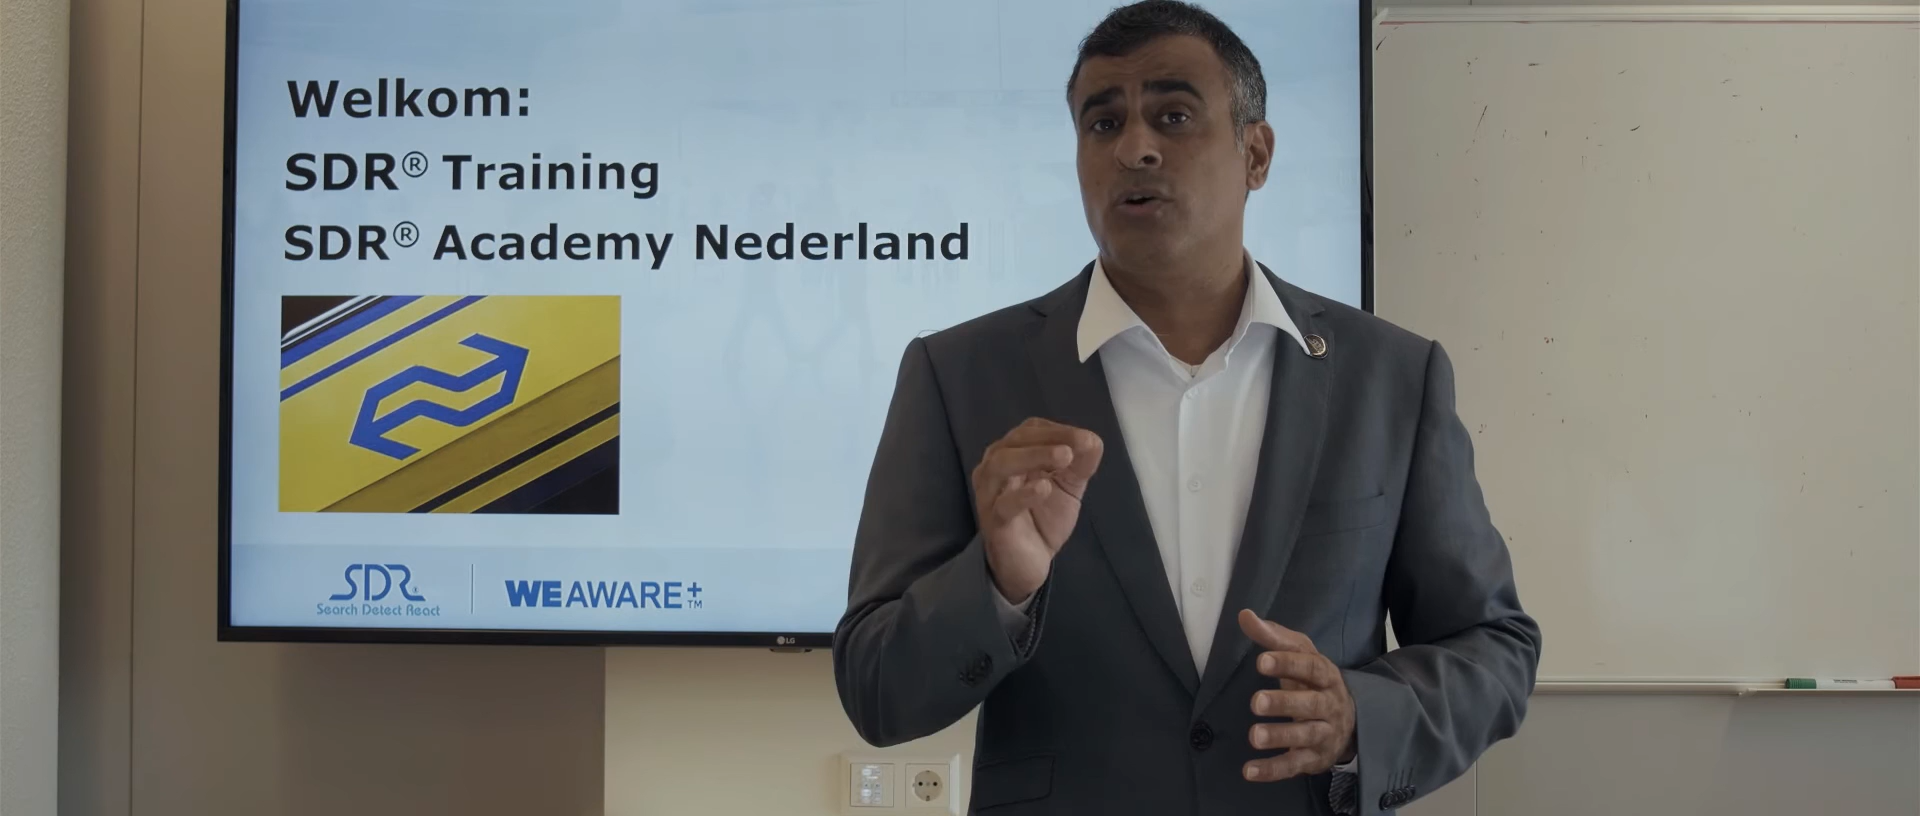 Welkom:
SDR® Training
SDR® Academy Nederland
SDR®
Search Detect React
WEAWARE+™
LG